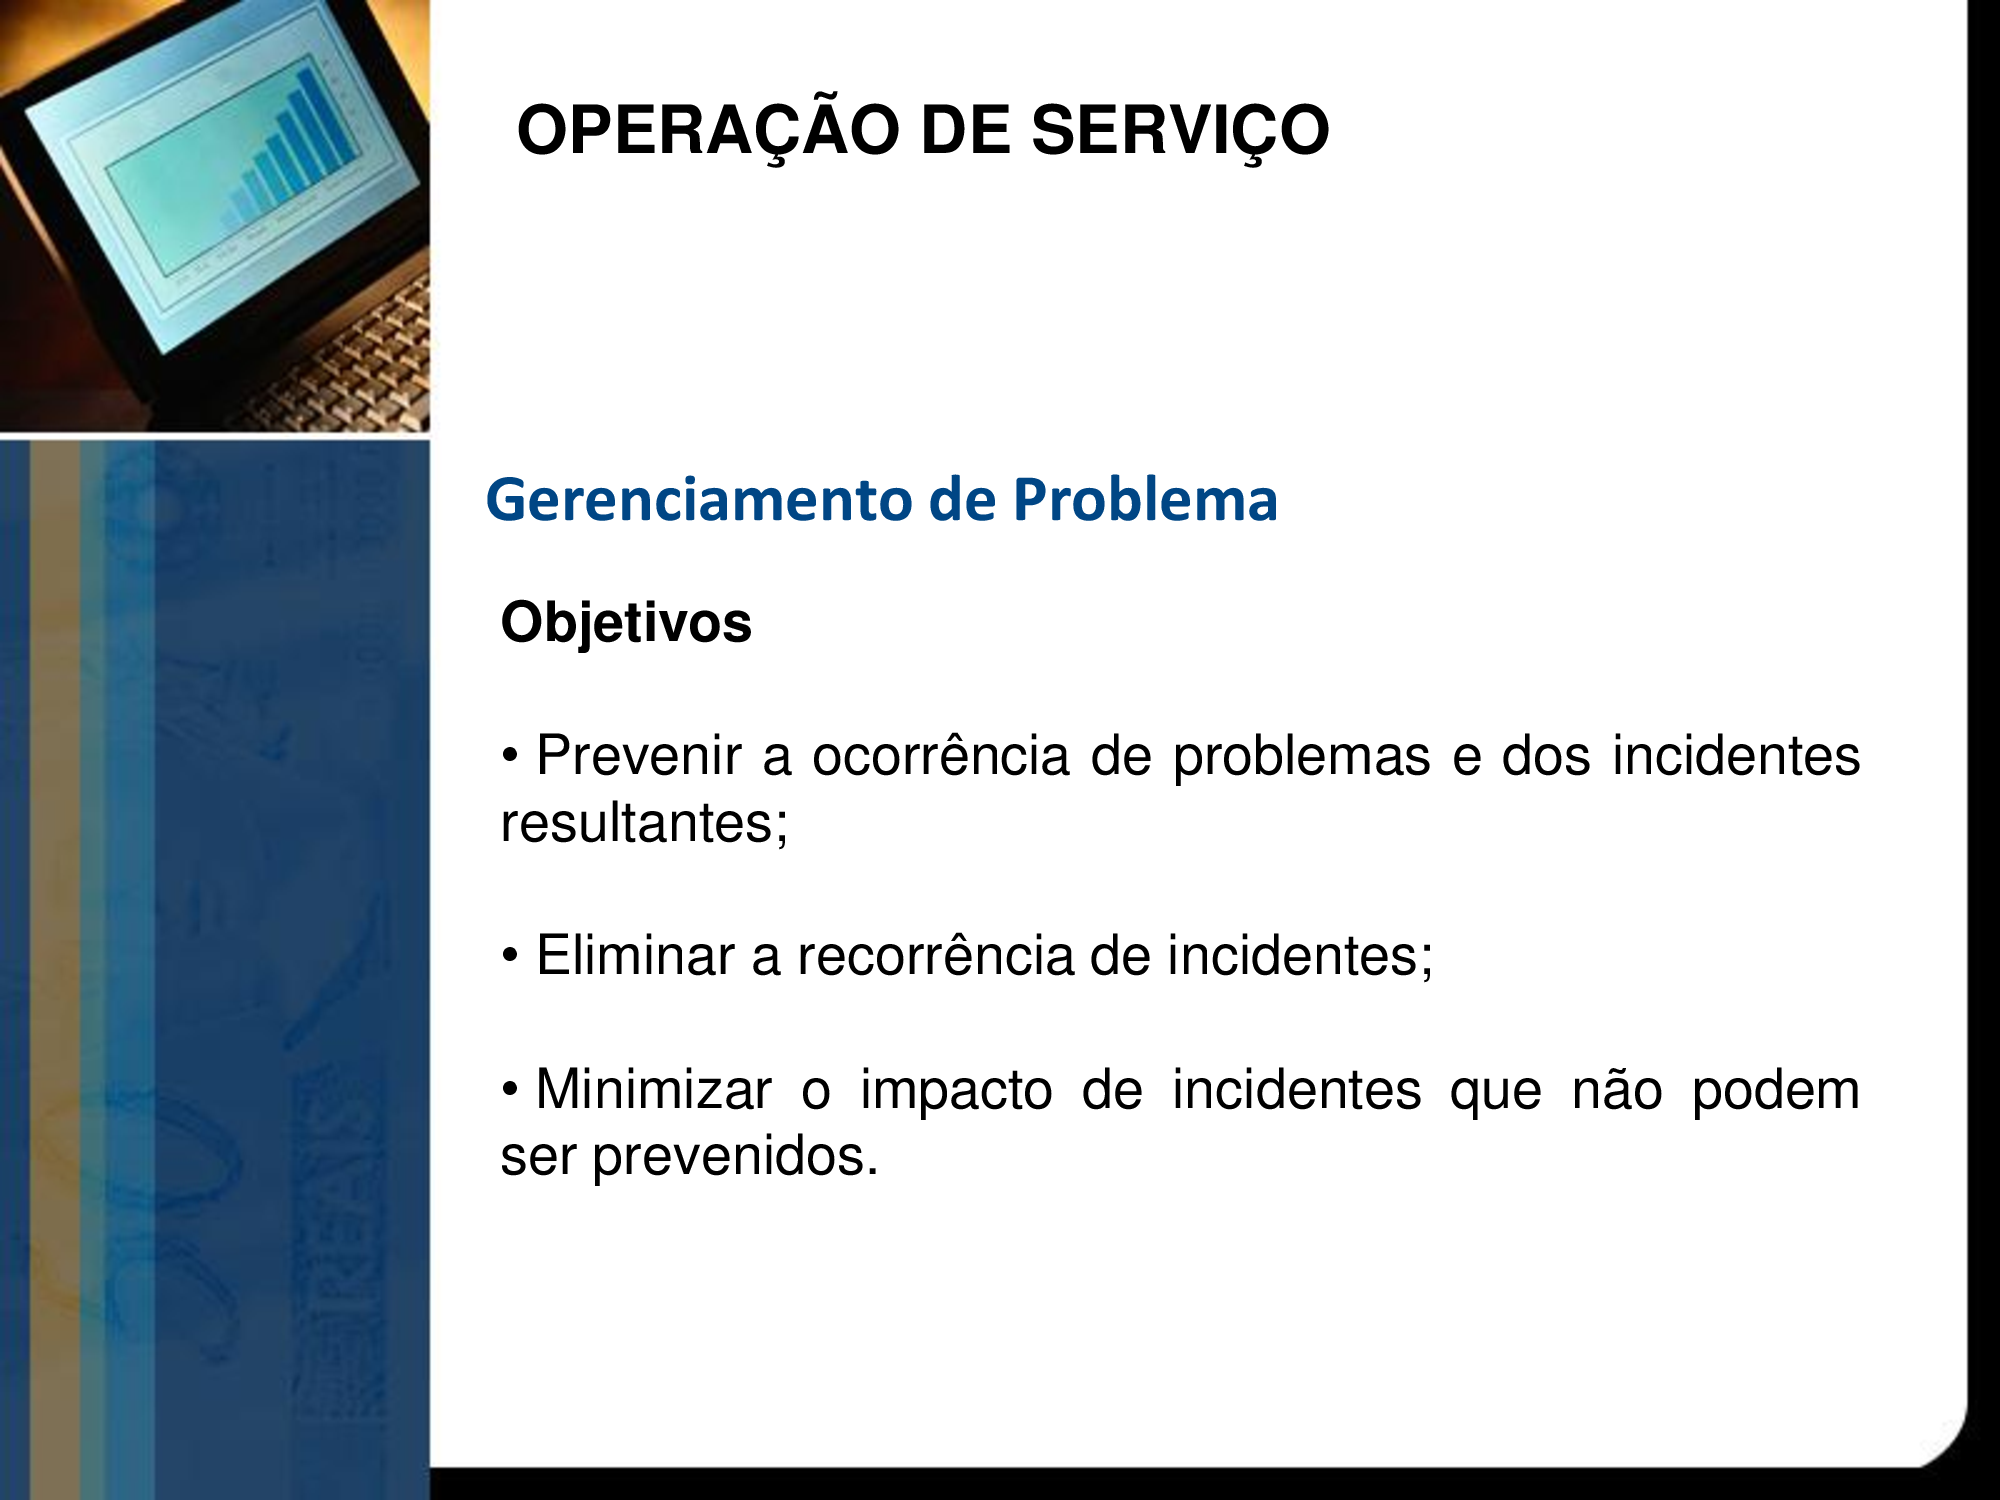 OPERAÇÃO DE SERVIÇO
Gerenciamento de Problema
Objetivos
• Prevenir a ocorrência de problemas e dos incidentes
resultantes;
• Eliminar a recorrência de incidentes;
• Minimizar o impacto de incidentes que não podem
ser prevenidos.
REAIS